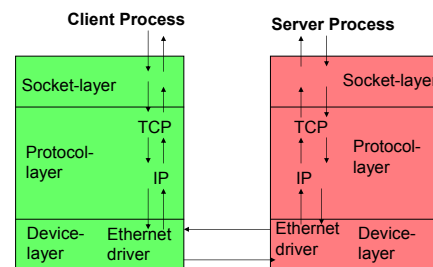 Client Process
Server Process
Socket-layer
TCP
Protocol-
layer
IP
Device-
layer
Ethernet
driver
Socket-layer
TCP
Protocol-
layer
IP
Ethernet
driver
Device-
layer